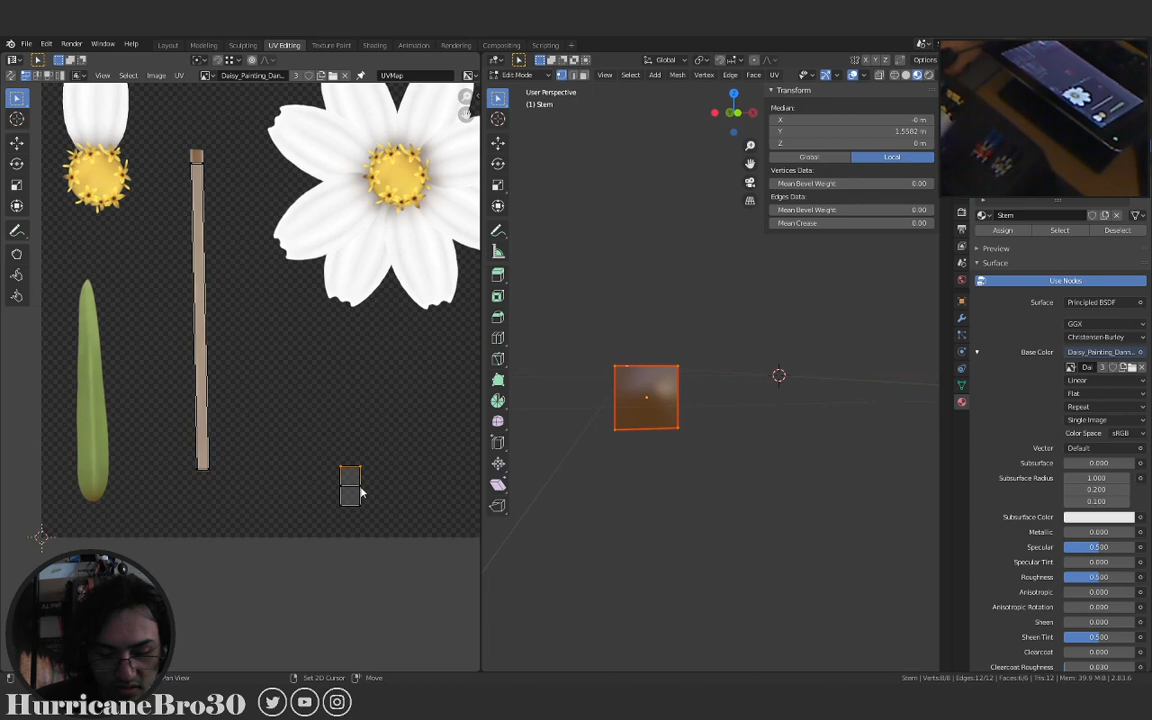 File Edit Render Window Help Layout Modeling Sculpting UV Editing Texture Paint Shading Animation Rendering Compositing Scripting +
Global Options
View Select Image UV Daisy_Painting_Dan... 3 UVMap
Edit Mode View Select Add Mesh Vertex Edge Face UV
User Perspective
(1) Stem
Transform
Median:
X -0 m
Y 1.5582 m
Z 0 m
Global Local
Vertices Data:
Mean Bevel Weight 0.00
Edges Data:
Mean Bevel Weight 0.00
Mean Crease 0.00
Stem
Assign Select Deselect
Preview
Surface
Use Nodes
Surface Principled BSDF
GGX
Christensen-Burley
Base Color Daisy_Painting_Dann...
Dai 3
Linear
Flat
Repeat
Single Image
Color Space sRGB
Vector Default
Subsurface 0.000
Subsurface Radius 1.000
0.200
0.100
Subsurface Color
Metallic 0.000
Specular 0.500
Specular Tint 0.000
Roughness 0.500
Anisotropic 0.000
Anisotropic Rotation 0.000
Sheen 0.000
Sheen Tint 0.500
Clearcoat 0.000
Clearcoat Roughness 0.030
Pan View Set 2D Cursor Move
Stem | Verts:8/8 | Edges:12/12 | Faces:6/6 | Tris:12 | Mem: 39.9 MiB | 2.83.6
HurricaneBro30